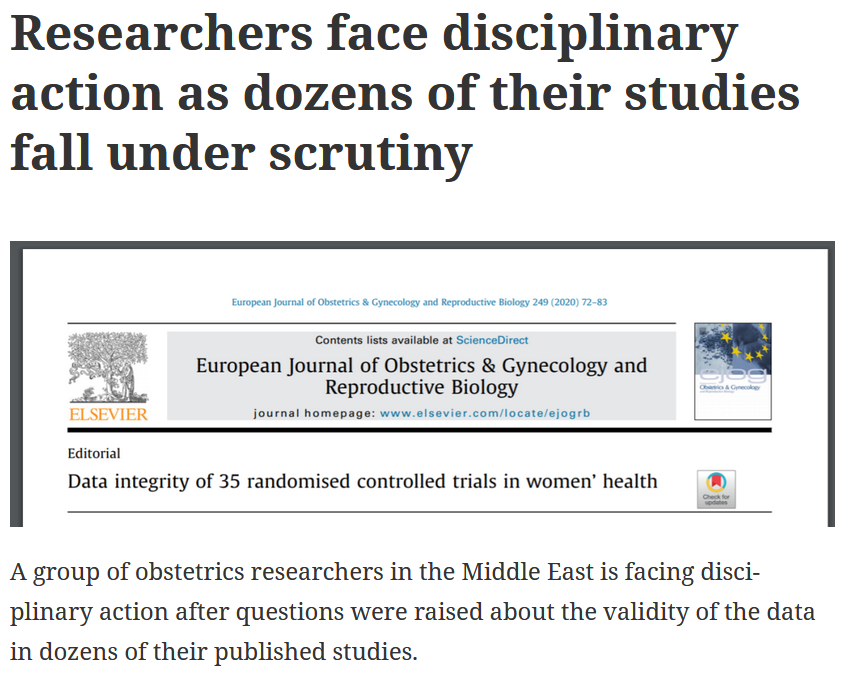 Researchers face disciplinary
action as dozens of their studies
fall under scrutiny
European Journal of Obstetrics & Gynecology and Reproductive Biology 249 (2020) 72–83
Contents lists available at ScienceDirect
European Journal of Obstetrics & Gynecology and
Reproductive Biology
journal homepage: www.elsevier.com/locate/ejogrb
ELSEVIER
ejog
Obstetrics & Gynecology
Editorial
Data integrity of 35 randomised controlled trials in women’ health
Check for
updates
A group of obstetrics researchers in the Middle East is facing disci-
plinary action after questions were raised about the validity of the data
in dozens of their published studies.